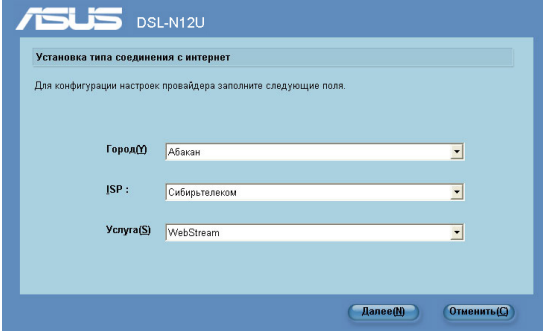 ASUS DSL-N12U
Установка типа соединения с интернет
Для конфигурации настроек провайдера заполните следующие поля.
Город(Y) Абакан
ISP : Сибирьтелеком
Услуга(S) WebStream
Далее(N) Отменить(C)